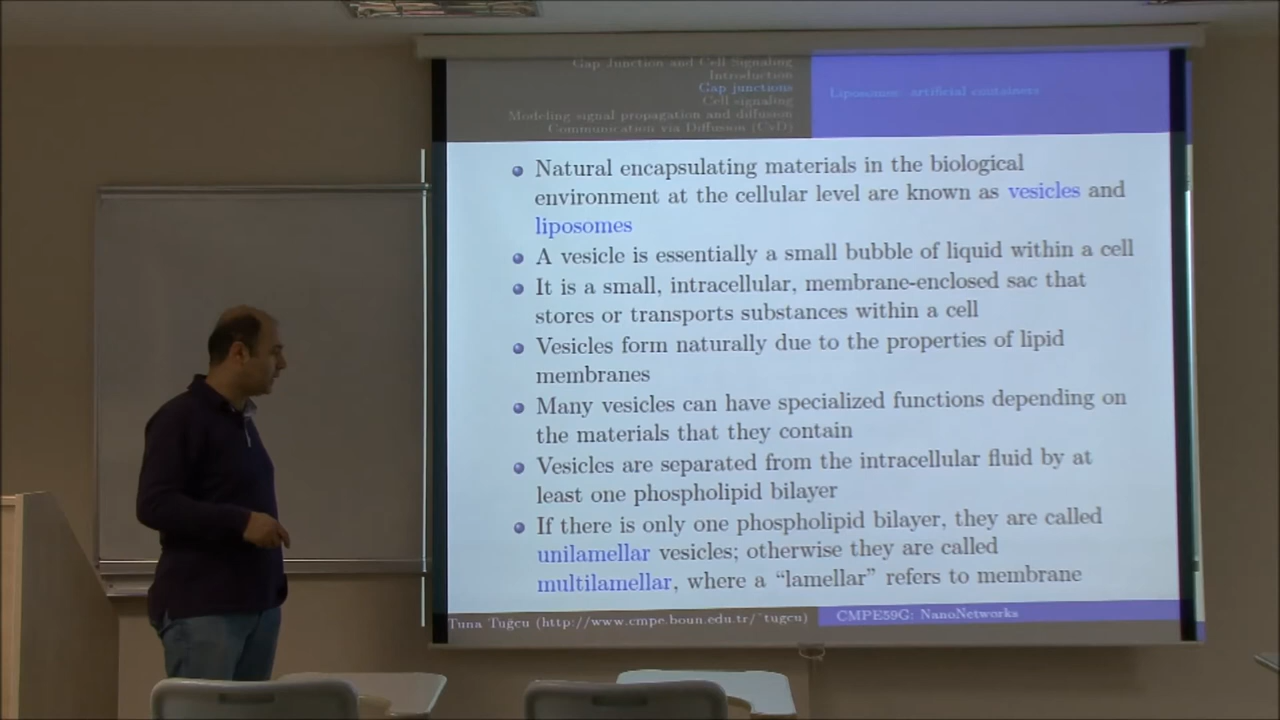 Gap Junction and Cell Signaling
Introduction
Gap junctions
Cell signaling
Modeling signal propagation and diffusion
Communication via Diffusion (CvD)
Liposomes: artificial containers
Natural encapsulating materials in the biological
environment at the cellular level are known as vesicles and
liposomes
A vesicle is essentially a small bubble of liquid within a cell
It is a small, intracellular, membrane-enclosed sac that
stores or transports substances within a cell
Vesicles form naturally due to the properties of lipid
membranes
Many vesicles can have specialized functions depending on
the materials that they contain
Vesicles are separated from the intracellular fluid by at
least one phospholipid bilayer
If there is only one phospholipid bilayer, they are called
unilamellar vesicles; otherwise they are called
multilamellar, where a “lamellar” refers to membrane
Tuna Tuğcu (http://www.cmpe.boun.edu.tr/~tugcu)
CMPE59G: NanoNetworks